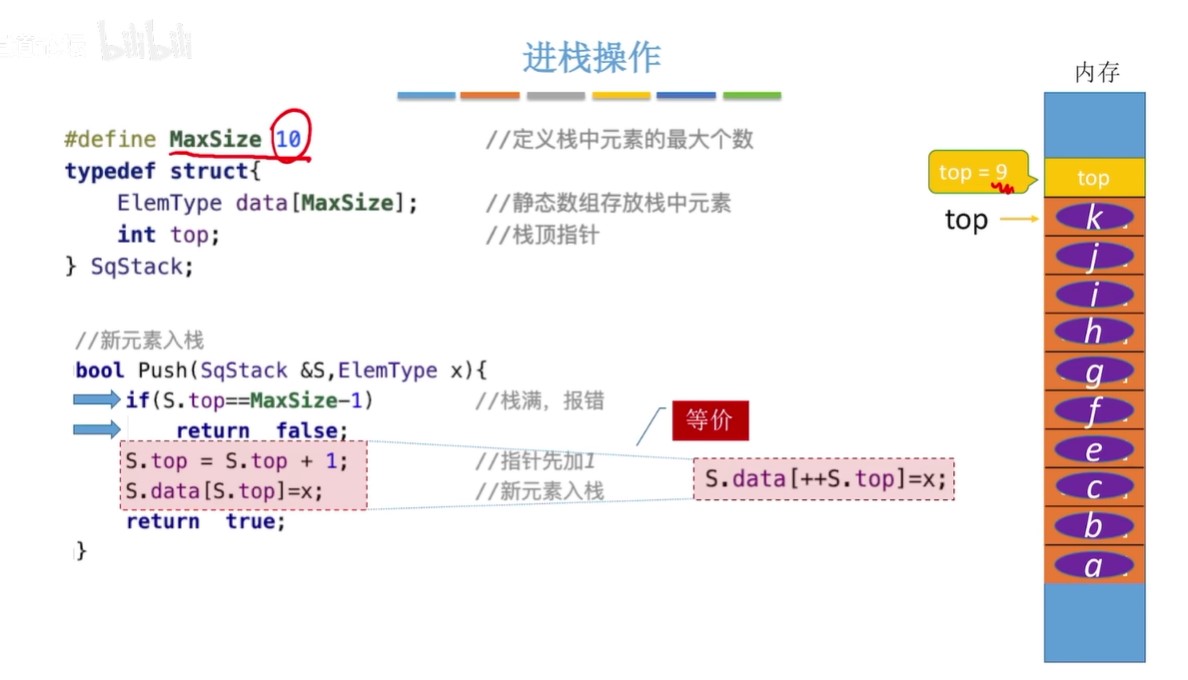 bilibili
进栈操作
内存
#define MaxSize 10 //定义栈中元素的最大个数
typedef struct{
ElemType data[MaxSize]; //静态数组存放栈中元素
int top; //栈顶指针
} SqStack;
top = 9
top
top
k
j
i
h
g
f
e
c
b
a
//新元素入栈
bool Push(SqStack &S,ElemType x){
if(S.top==MaxSize-1) //栈满，报错
return false;
S.top = S.top + 1; //指针先加1
S.data[S.top]=x; //新元素入栈
return true;
}
等价
S.data[++S.top]=x;